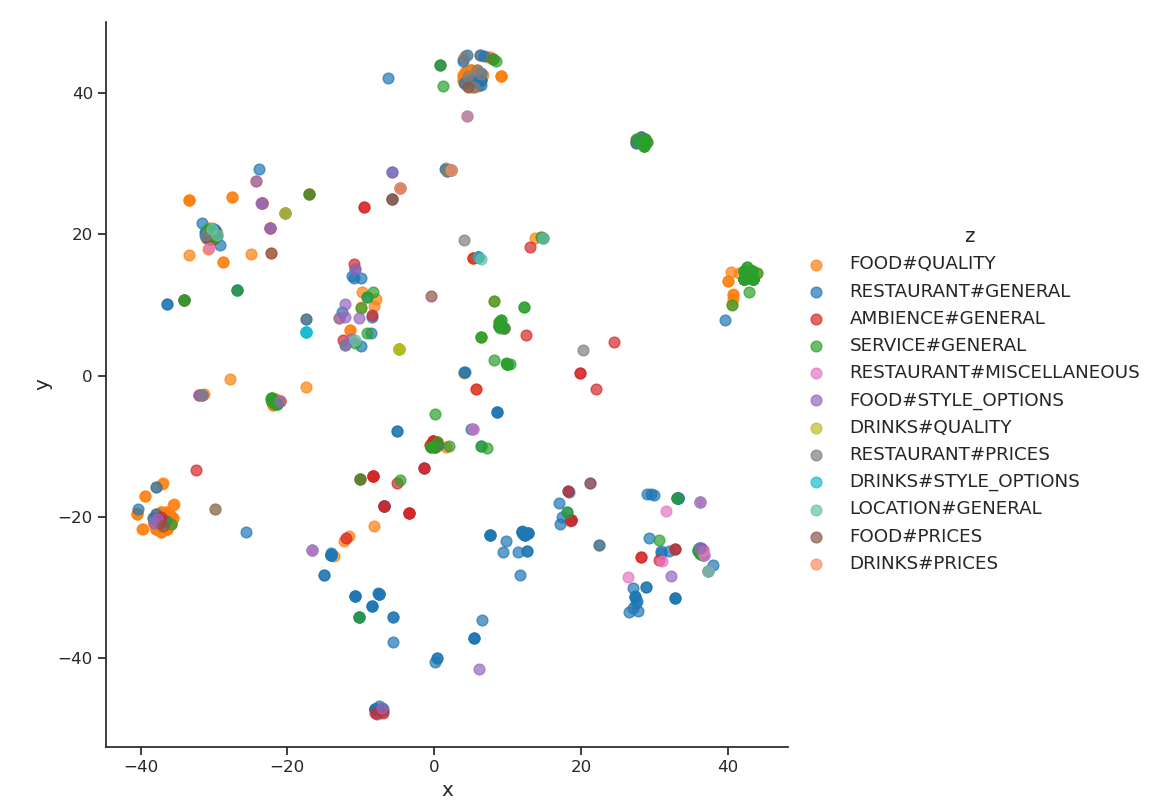 40
20
0
−20
−40
y
−40
−20
0
20
40
x
z
FOOD#QUALITY
RESTAURANT#GENERAL
AMBIENCE#GENERAL
SERVICE#GENERAL
RESTAURANT#MISCELLANEOUS
FOOD#STYLE_OPTIONS
DRINKS#QUALITY
RESTAURANT#PRICES
DRINKS#STYLE_OPTIONS
LOCATION#GENERAL
FOOD#PRICES
DRINKS#PRICES